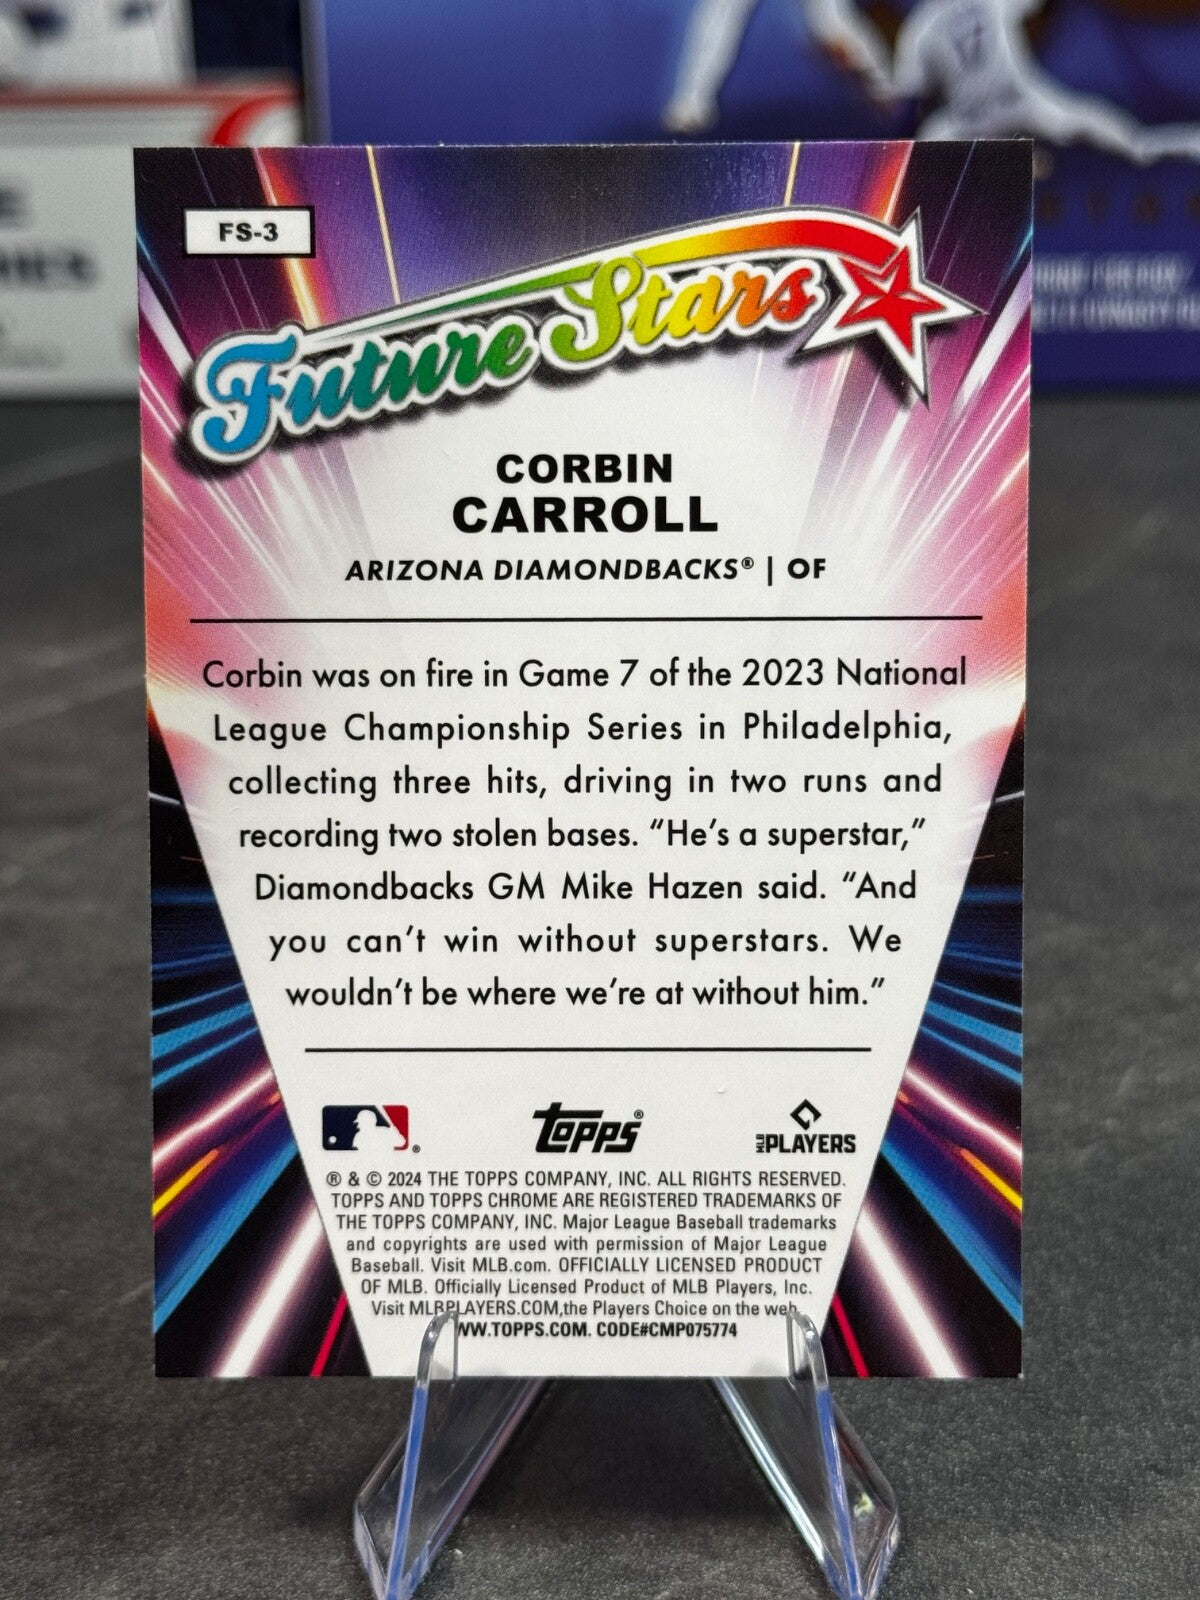 FS-3
Future Stars
CORBIN
CARROLL
ARIZONA DIAMONDBACKS® | OF
Corbin was on fire in Game 7 of the 2023 National
League Championship Series in Philadelphia,
collecting three hits, driving in two runs and
recording two stolen bases. “He’s a superstar,”
Diamondbacks GM Mike Hazen said. “And
you can’t win without superstars. We
wouldn’t be where we’re at without him.”
topps® MLB PLAYERS
® & © 2024 THE TOPPS COMPANY, INC. ALL RIGHTS RESERVED.
TOPPS AND TOPPS CHROME ARE REGISTERED TRADEMARKS OF
THE TOPPS COMPANY, INC. Major League Baseball trademarks
and copyrights are used with permission of Major League
Baseball. Visit MLB.com. OFFICIALLY LICENSED PRODUCT
OF MLB. Officially Licensed Product of MLB Players, Inc.
Visit MLBPLAYERS.COM,the Players Choice on the web.
WW.TOPPS.COM. CODE#CMP075774